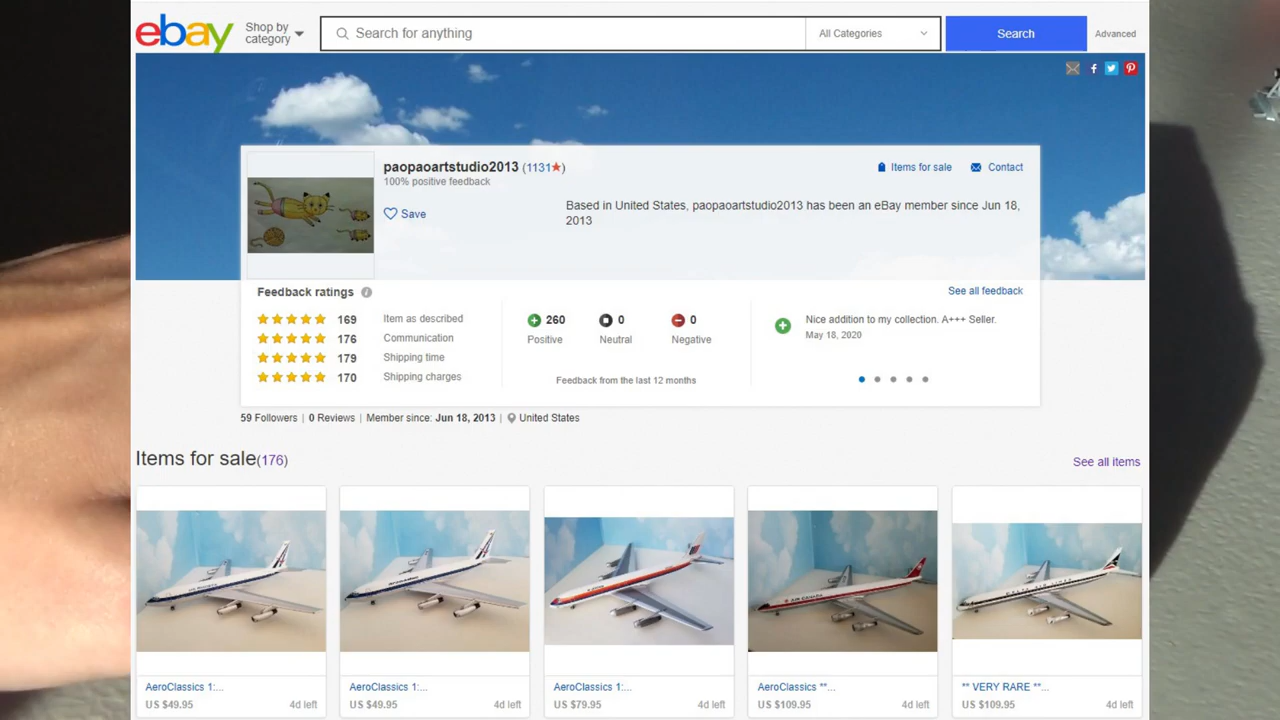 ebay
Shop by
category
Search for anything
All Categories
Search
Advanced
paopaoartstudio2013 (1131★)
100% positive feedback
Items for sale
Contact
Save
Based in United States, paopaoartstudio2013 has been an eBay member since Jun 18,
2013
Feedback ratings
See all feedback
169 Item as described
176 Communication
179 Shipping time
170 Shipping charges
260 0 0
Positive Neutral Negative
Feedback from the last 12 months
Nice addition to my collection. A+++ Seller.
May 18, 2020
59 Followers | 0 Reviews | Member since: Jun 18, 2013 | United States
Items for sale(176)
See all items
AIR CANADA
AeroClassics 1:...
US $49.95 4d left
AeroClassics 1:...
US $49.95 4d left
AeroClassics 1:...
US $79.95 4d left
AeroClassics **...
US $109.95 4d left
** VERY RARE **...
US $109.95 4d left